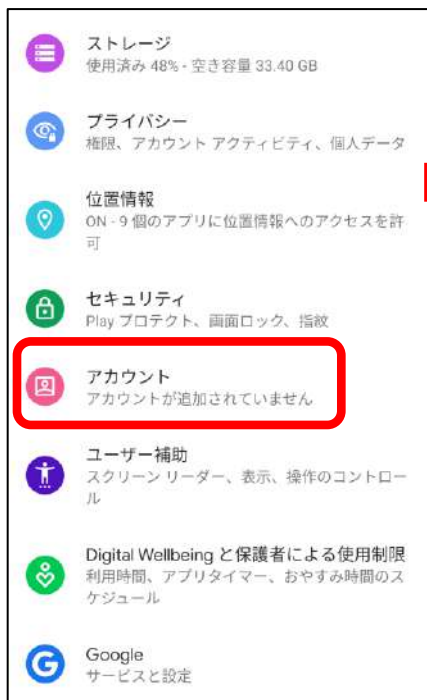 ストレージ
使用済み 48% - 空き容量 33.40 GB
プライバシー
権限、アカウント アクティビティ、個人データ
位置情報
ON - 9 個のアプリに位置情報へのアクセスを許
可
セキュリティ
Play プロテクト、画面ロック、指紋
アカウント
アカウントが追加されていません
ユーザー補助
スクリーン リーダー、表示、操作のコントロー
ル
Digital Wellbeing と保護者による使用制限
利用時間、アプリタイマー、おやすみ時間のス
ケジュール
Google
サービスと設定